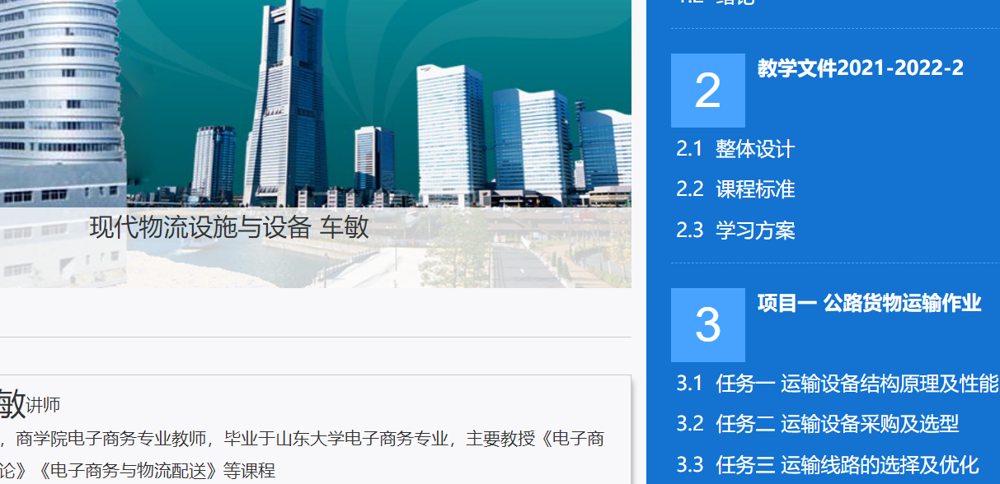 现代物流设施与设备 车敏
敏讲师
，商学院电子商务专业教师，毕业于山东大学电子商务专业，主要教授《电子商
论》《电子商务与物流配送》等课程
1.2 绪论
2 教学文件2021-2022-2
2.1 整体设计
2.2 课程标准
2.3 学习方案
3 项目一 公路货物运输作业
3.1 任务一 运输设备结构原理及性能
3.2 任务二 运输设备采购及选型
3.3 任务三 运输线路的选择及优化